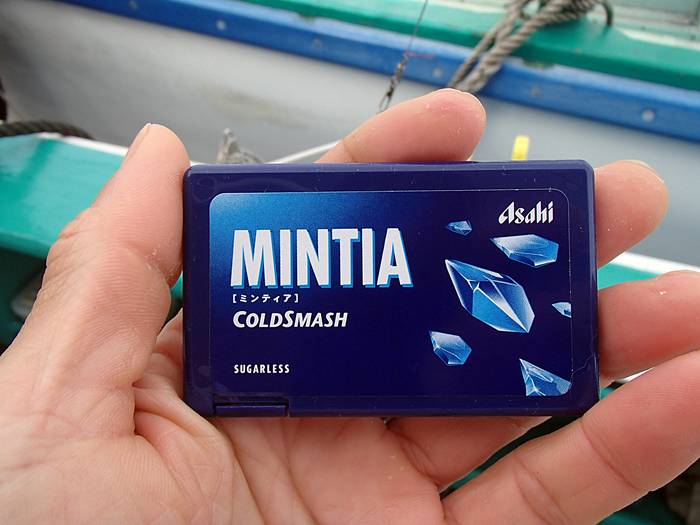 Asahi
MINTIA
[ミンティア]
COLDSMASH
SUGARLESS